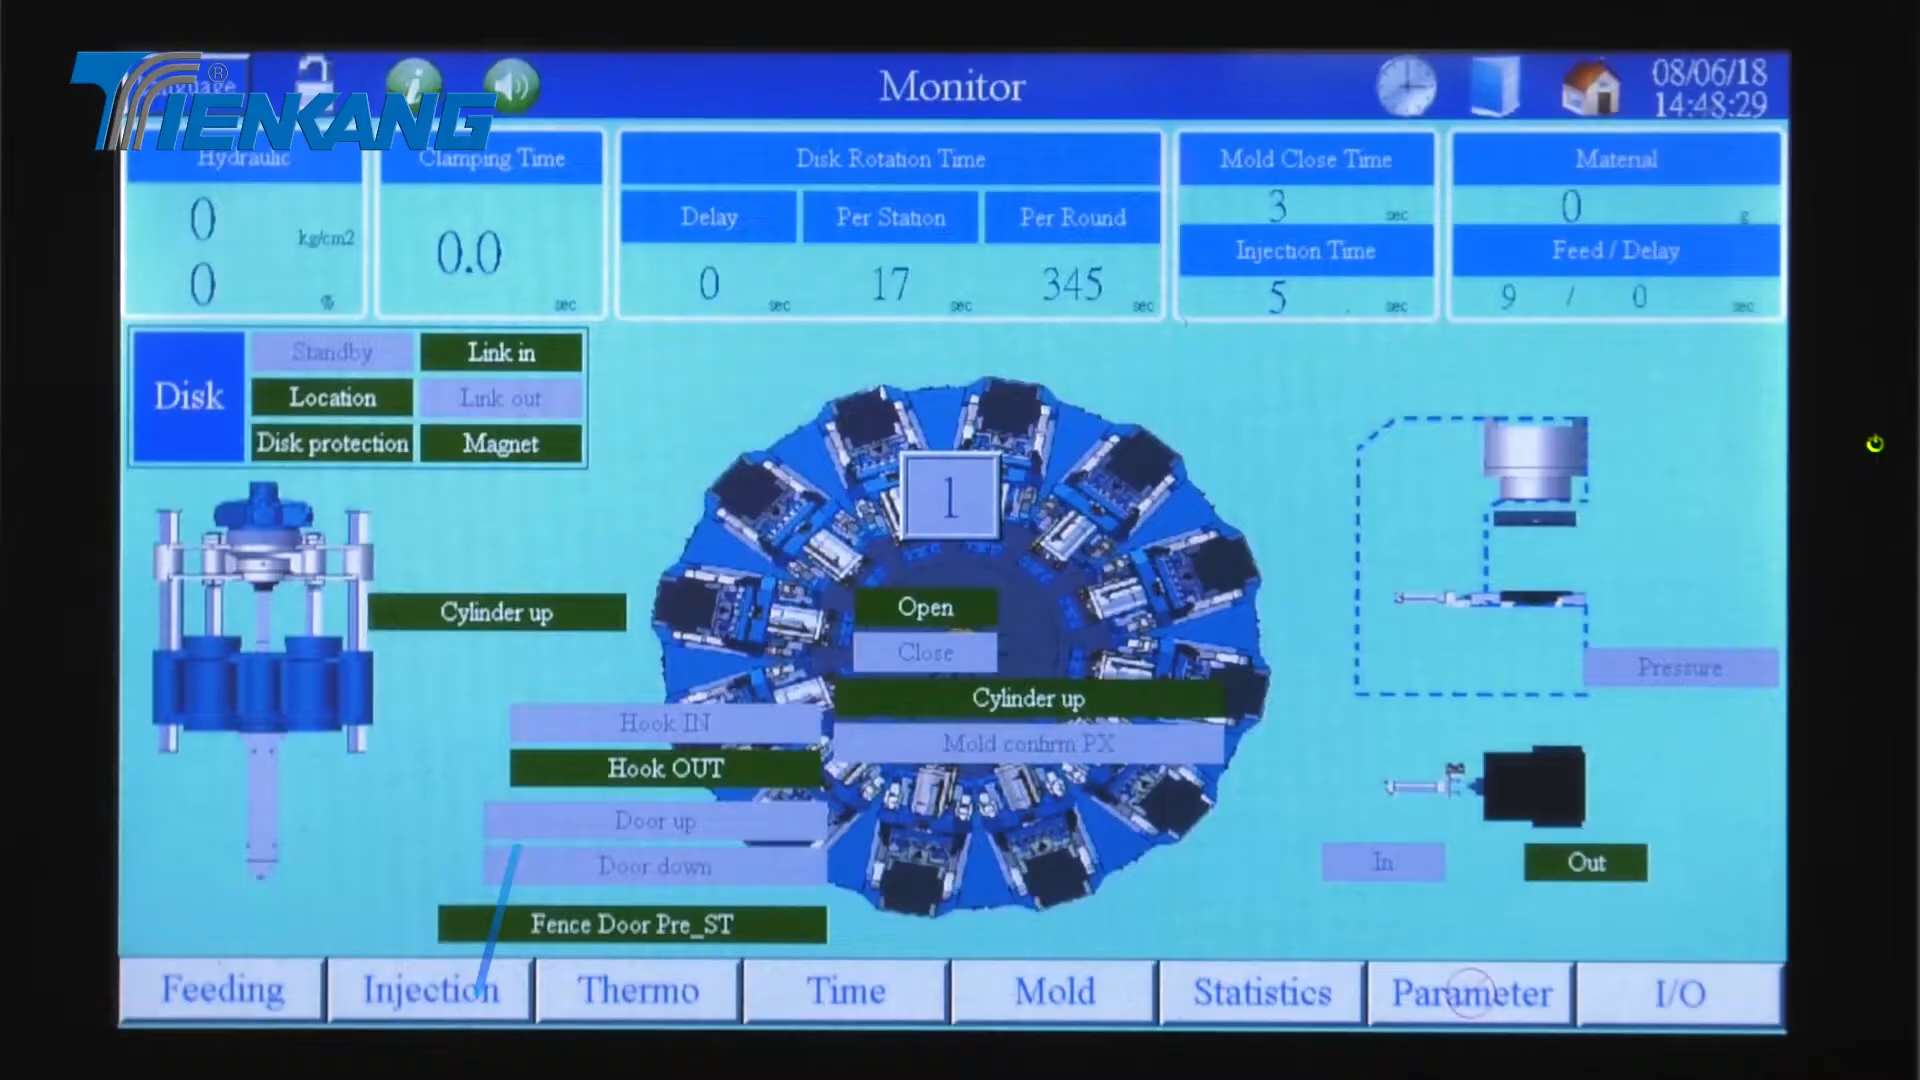 TIENKANG®
Language
Monitor
08/06/18
14:48:29
Hydraulic
0
kg/cm2
0
%
Clamping Time
0.0
sec
Disk Rotation Time
Delay
Per Station
Per Round
0 sec
17 sec
345 sec
Mold Close Time
3 sec
Injection Time
5 sec
Material
0 g
Feed / Delay
9 / 0 sec
Disk
Standby
Link in
Location
Link out
Disk protection
Magnet
1
Cylinder up
Open
Close
Cylinder up
Mold confirm PX
Pressure
Hook IN
Hook OUT
Door up
Door down
Fence Door Pre_ST
In
Out
Feeding
Injection
Thermo
Time
Mold
Statistics
Parameter
I/O